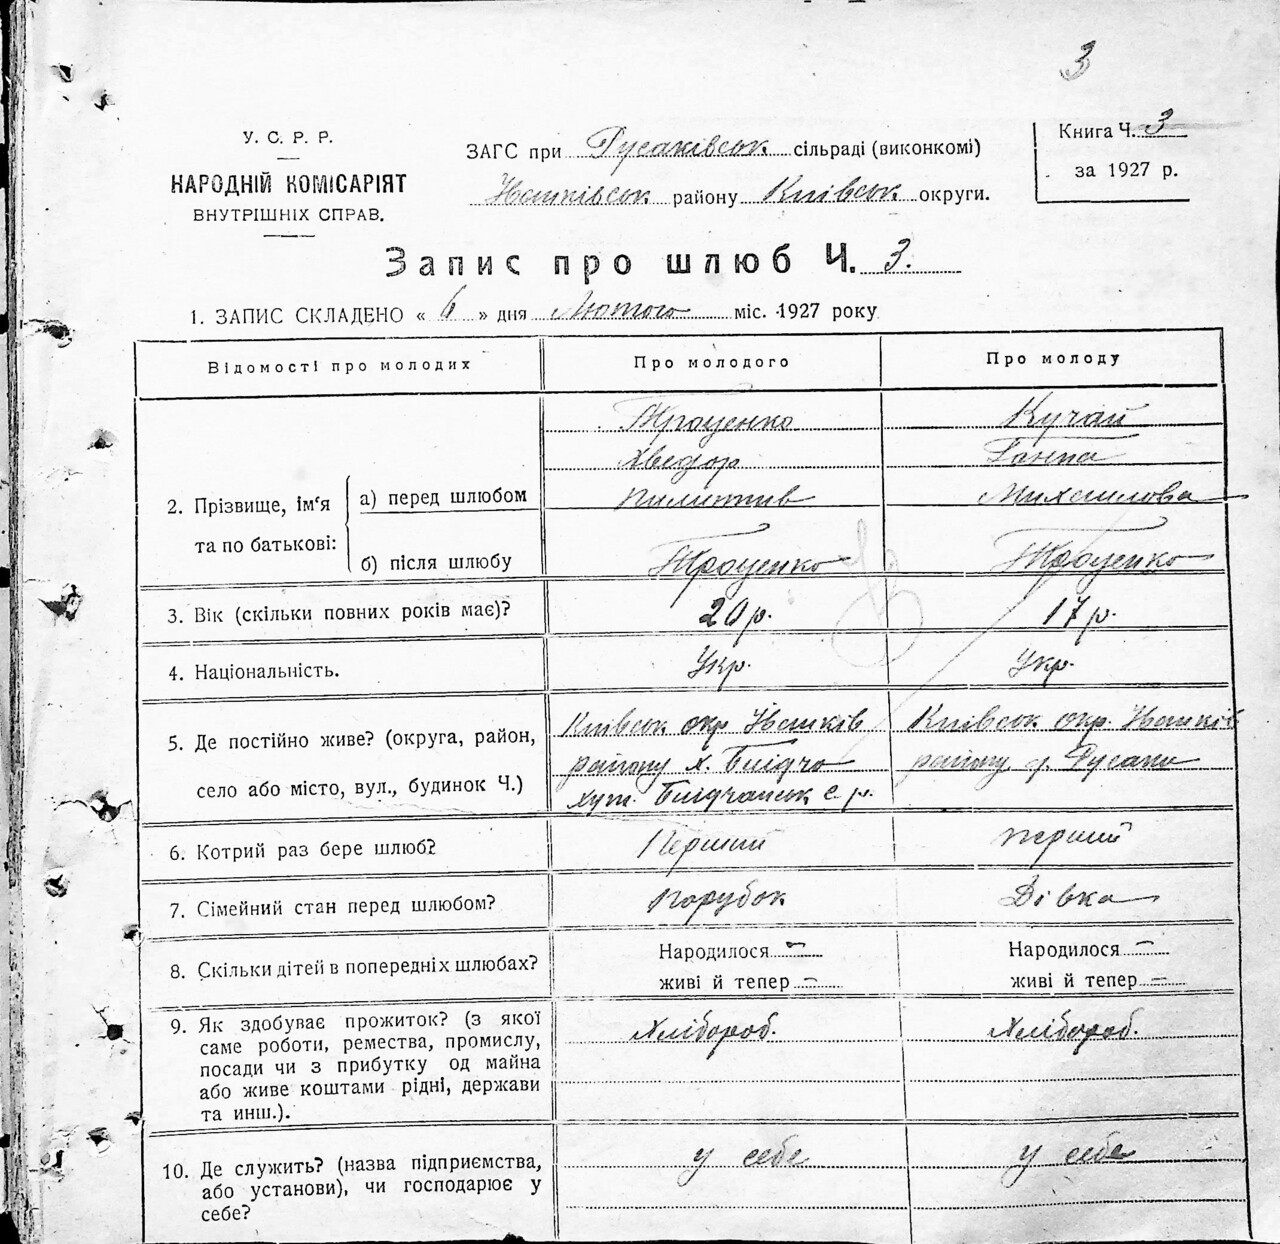 3
У. С. Р. Р.
НАРОДНІЙ КОМІСАРІЯТ
ВНУТРІШНІХ СПРАВ.
ЗАГС при Русаківськ сільраді (виконкомі)
районy Київськ округи.
Книга Ч. 3
за 1927 р.
Запис про шлюб Ч. 3.
1. ЗАПИС СКЛАДЕНО « 6 » дня Лютого міс. 1927 року
Відомості про молодих Про молодого Про молоду
2. Прізвище, ім‘я та по батькові:
а) перед шлюбом
Троценко
Хведор
Пилипів
Кучай
Ганна
Михайлова
б) після шлюбу Троценко Троценко
3. Вік (скільки повних років має)? 20 р. 17 р.
4. Національність. Укр. Укр.
5. Де постійно живе? (округа, район,
село або місто, вул., будинок Ч.)
Київськ окр.
району х.
хут. с. р.
Київськ окр.
району Русаки
6. Котрий раз бере шлюб? Перший перший
7. Сімейний стан перед шлюбом? Парубок Дівка
8. Скільки дітей в попередніх шлюбах?
Народилося –
живі й тепер –
Народилося –
живі й тепер –
9. Як здобуває прожиток? (з якої
саме роботи, ремества, промислу,
посади чи з прибутку од майна
або живе коштами рідні, держави
та инш.).
Хлібороб.
Хлібороб.
10. Де служить? (назва підприємства,
або установи), чи господарює у
себе?
у себе
у себе